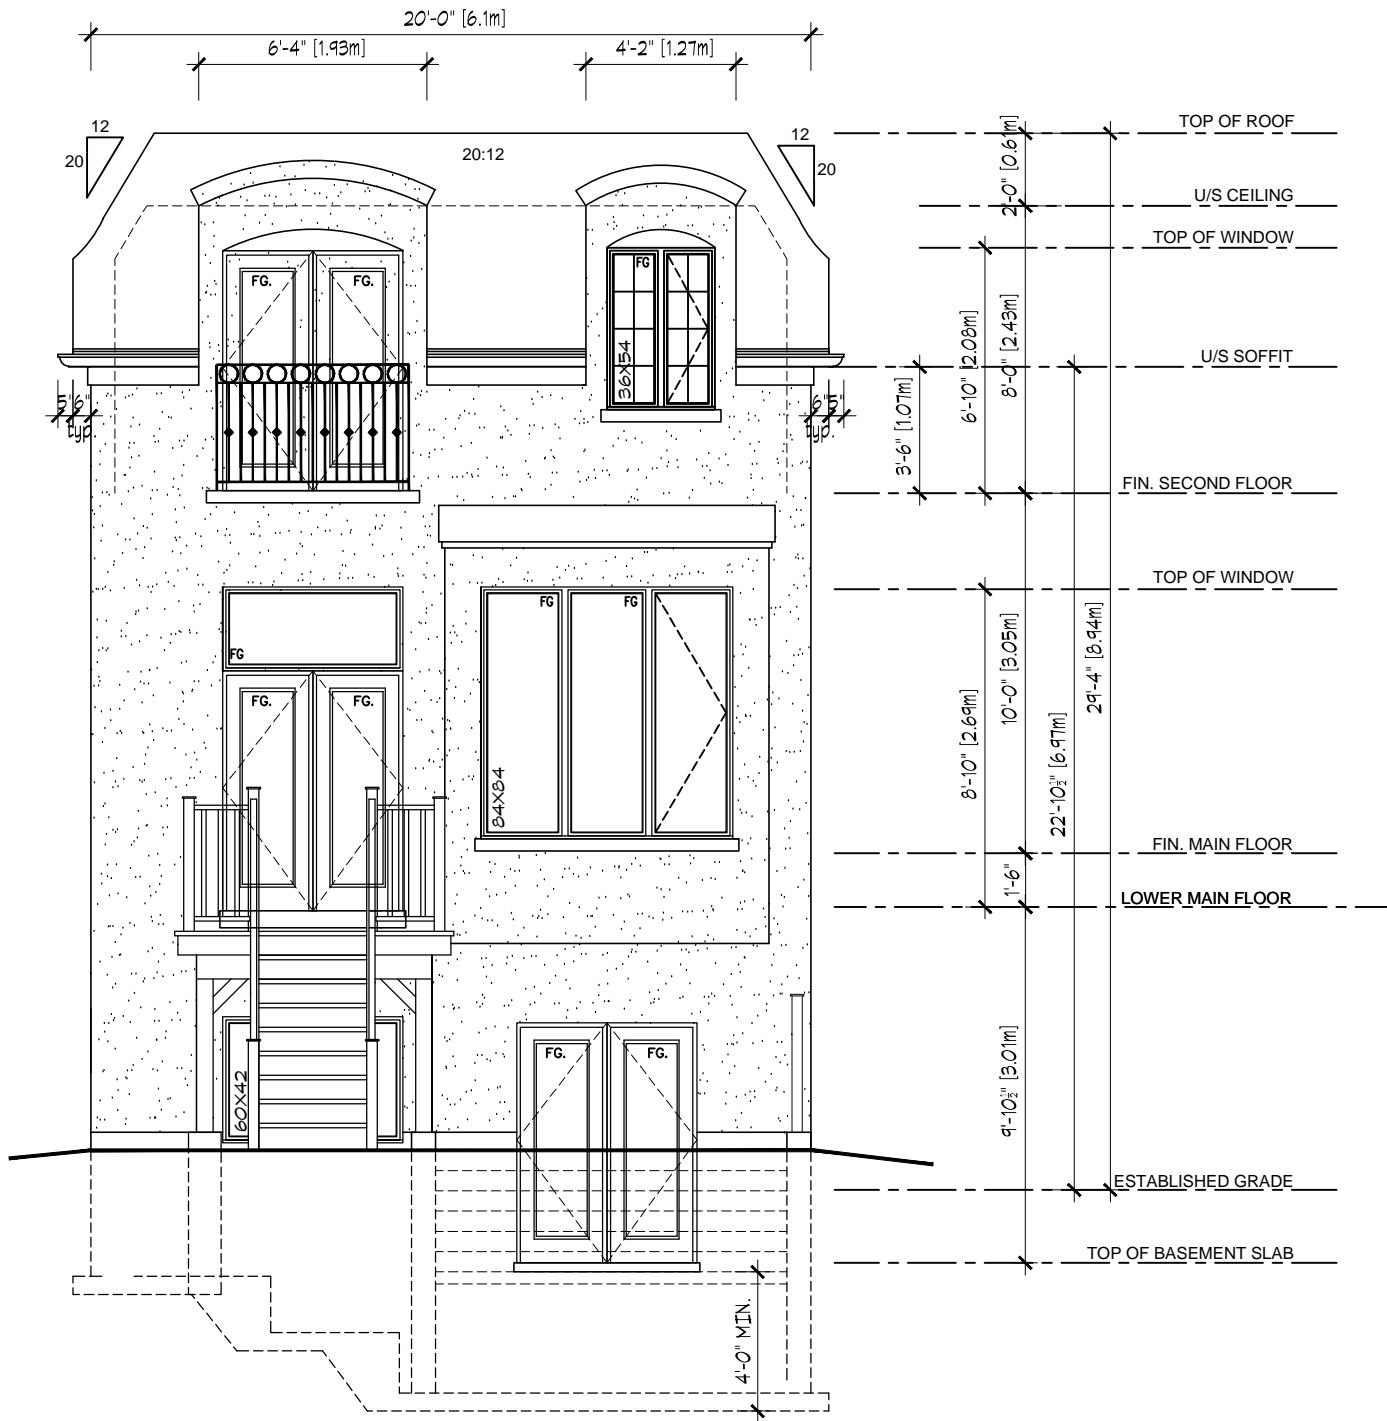 20'-0" [6.1m]
6'-4" [1.93m]
4'-2" [1.27m]
12
20
20:12
12
20
TOP OF ROOF
2'-0" [0.61m]
U/S CEILING
TOP OF WINDOW
FG.
FG.
FG
36X54
6'-10" [2.08m]
8'-0" [2.43m]
U/S SOFFIT
3'-6" [1.07m]
5" 6"
typ.
6" 5"
typ.
FIN. SECOND FLOOR
TOP OF WINDOW
FG
FG
FG
FG.
FG.
84X84
8'-10" [2.69m]
10'-0" [3.05m]
22'-10½" [6.97m]
29'-4" [8.94m]
FIN. MAIN FLOOR
1'-6"
LOWER MAIN FLOOR
9'-10½" [3.01m]
FG.
FG.
60X42
ESTABLISHED GRADE
TOP OF BASEMENT SLAB
4'-0" MIN.